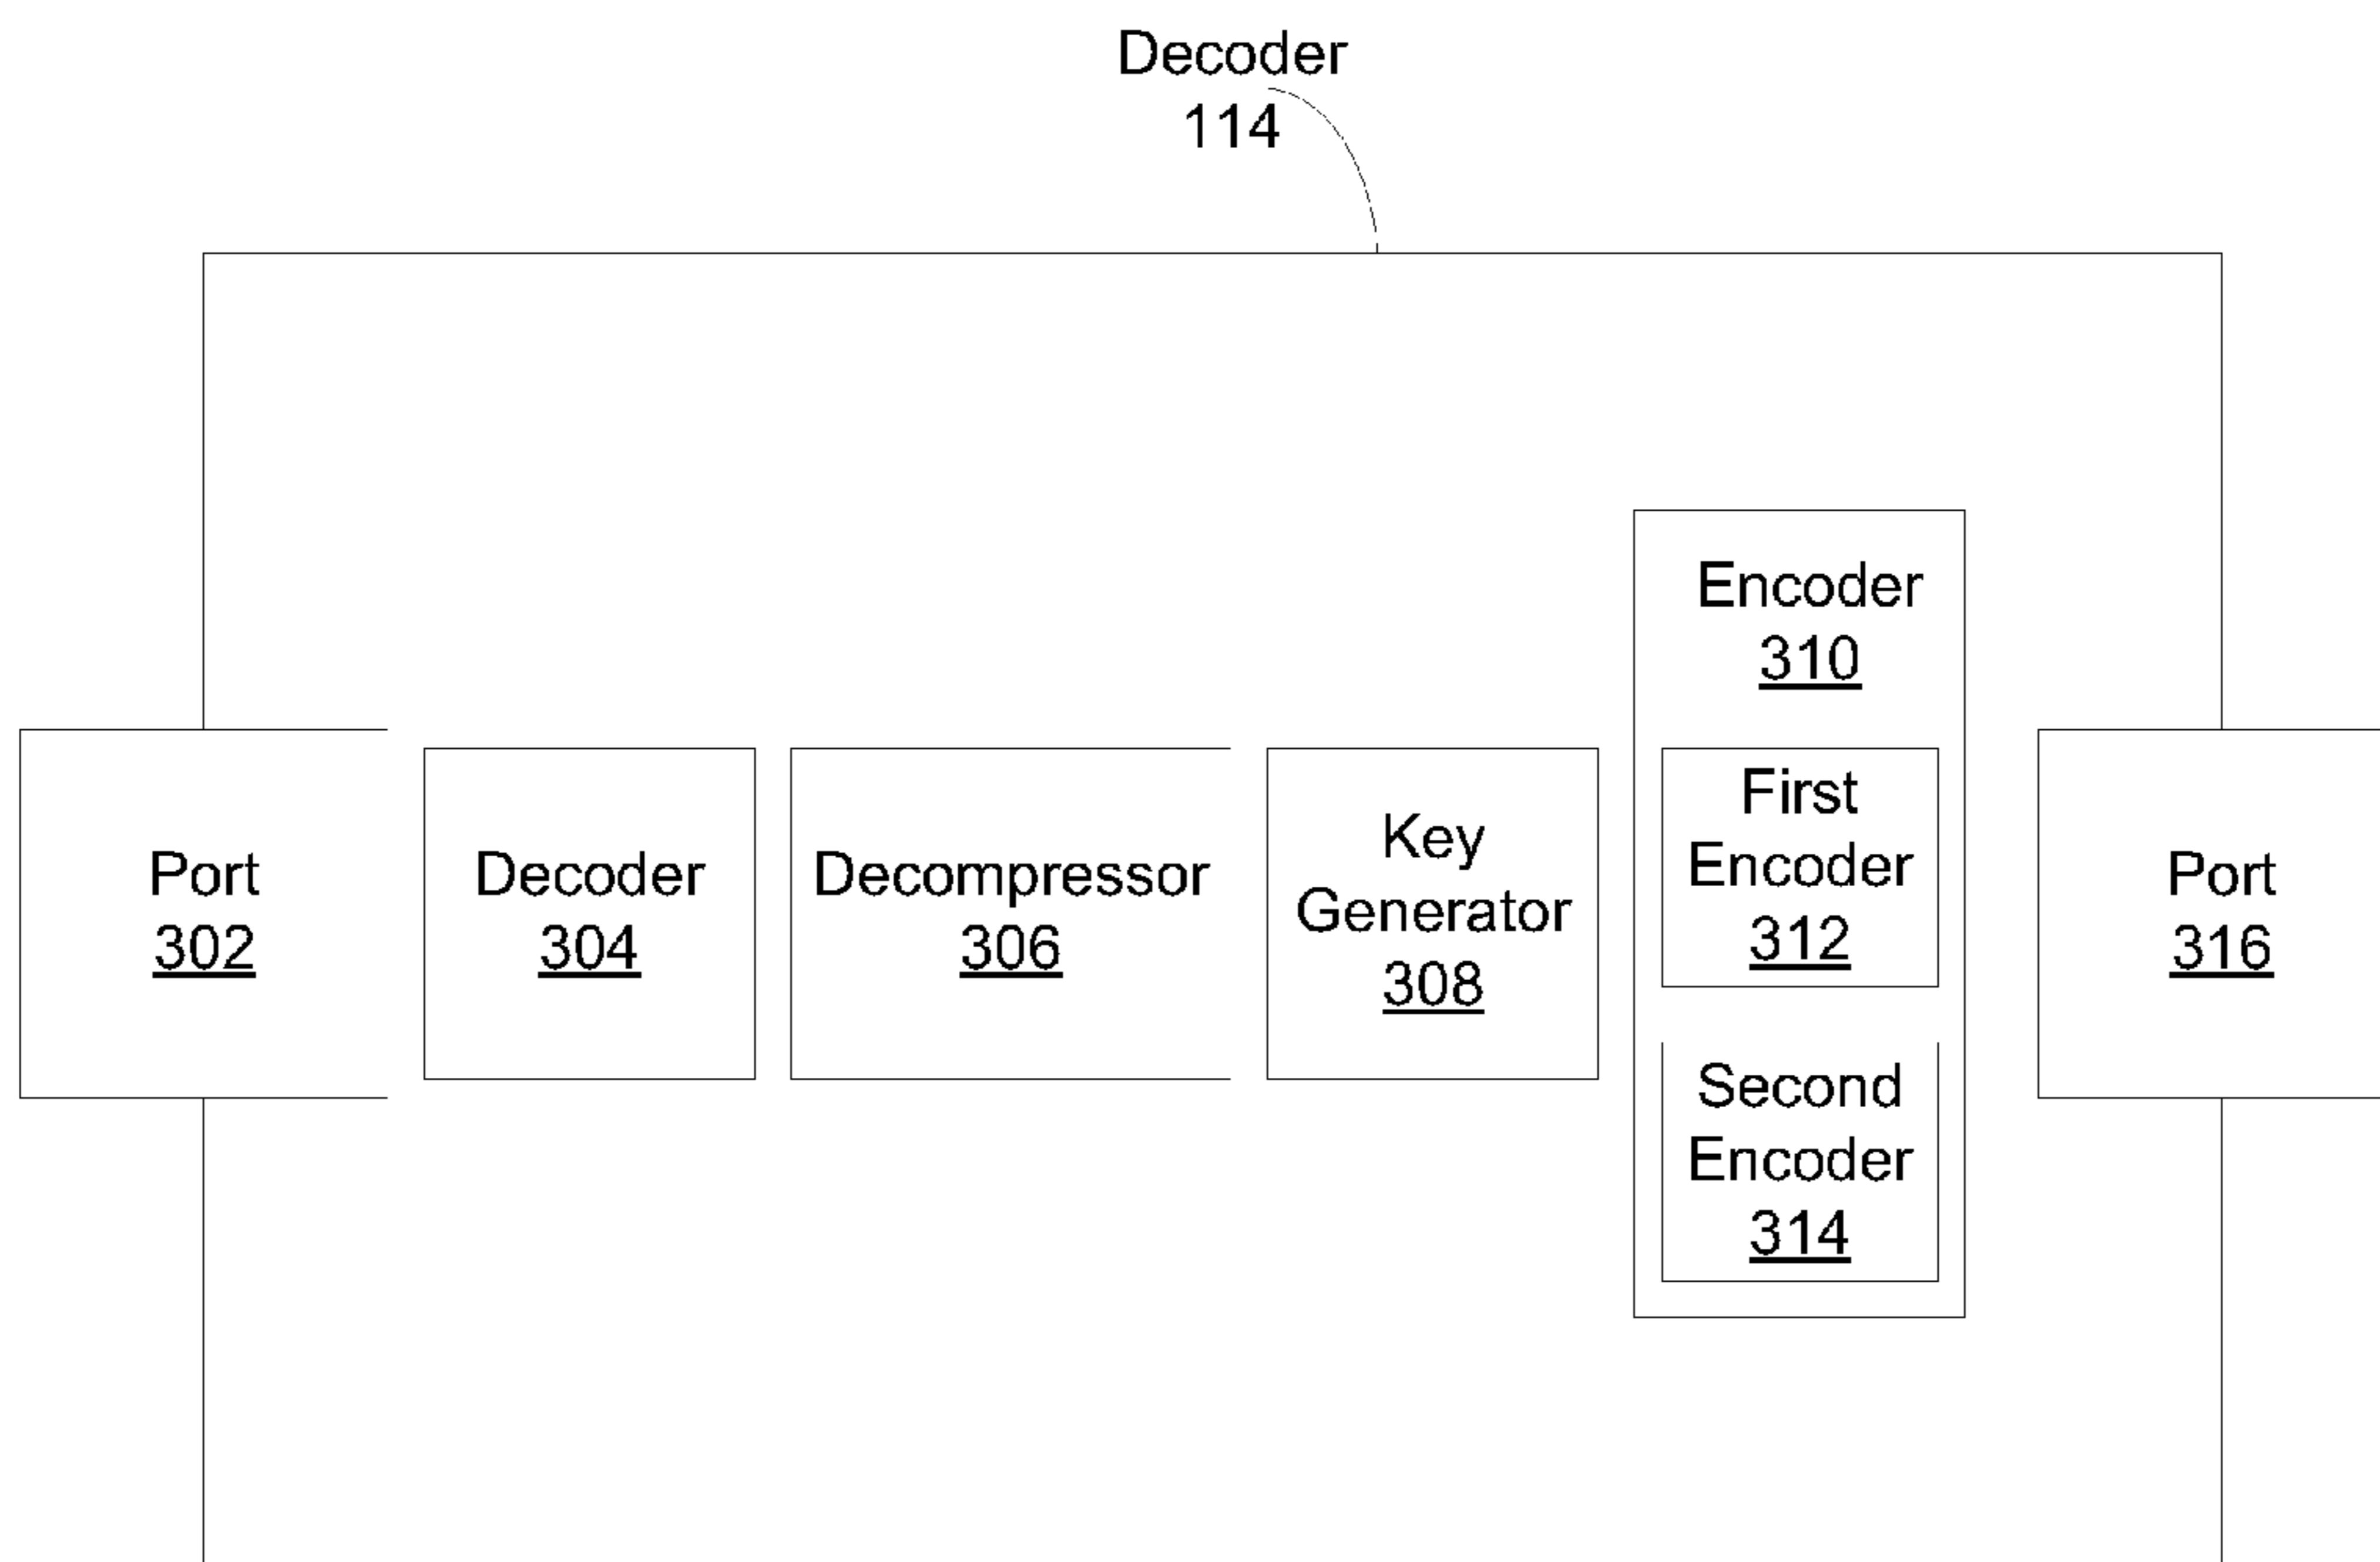 Decoder
114
Port
302
Decoder
304
Decompressor
306
Key
Generator
308
Encoder
310
First
Encoder
312
Second
Encoder
314
Port
316